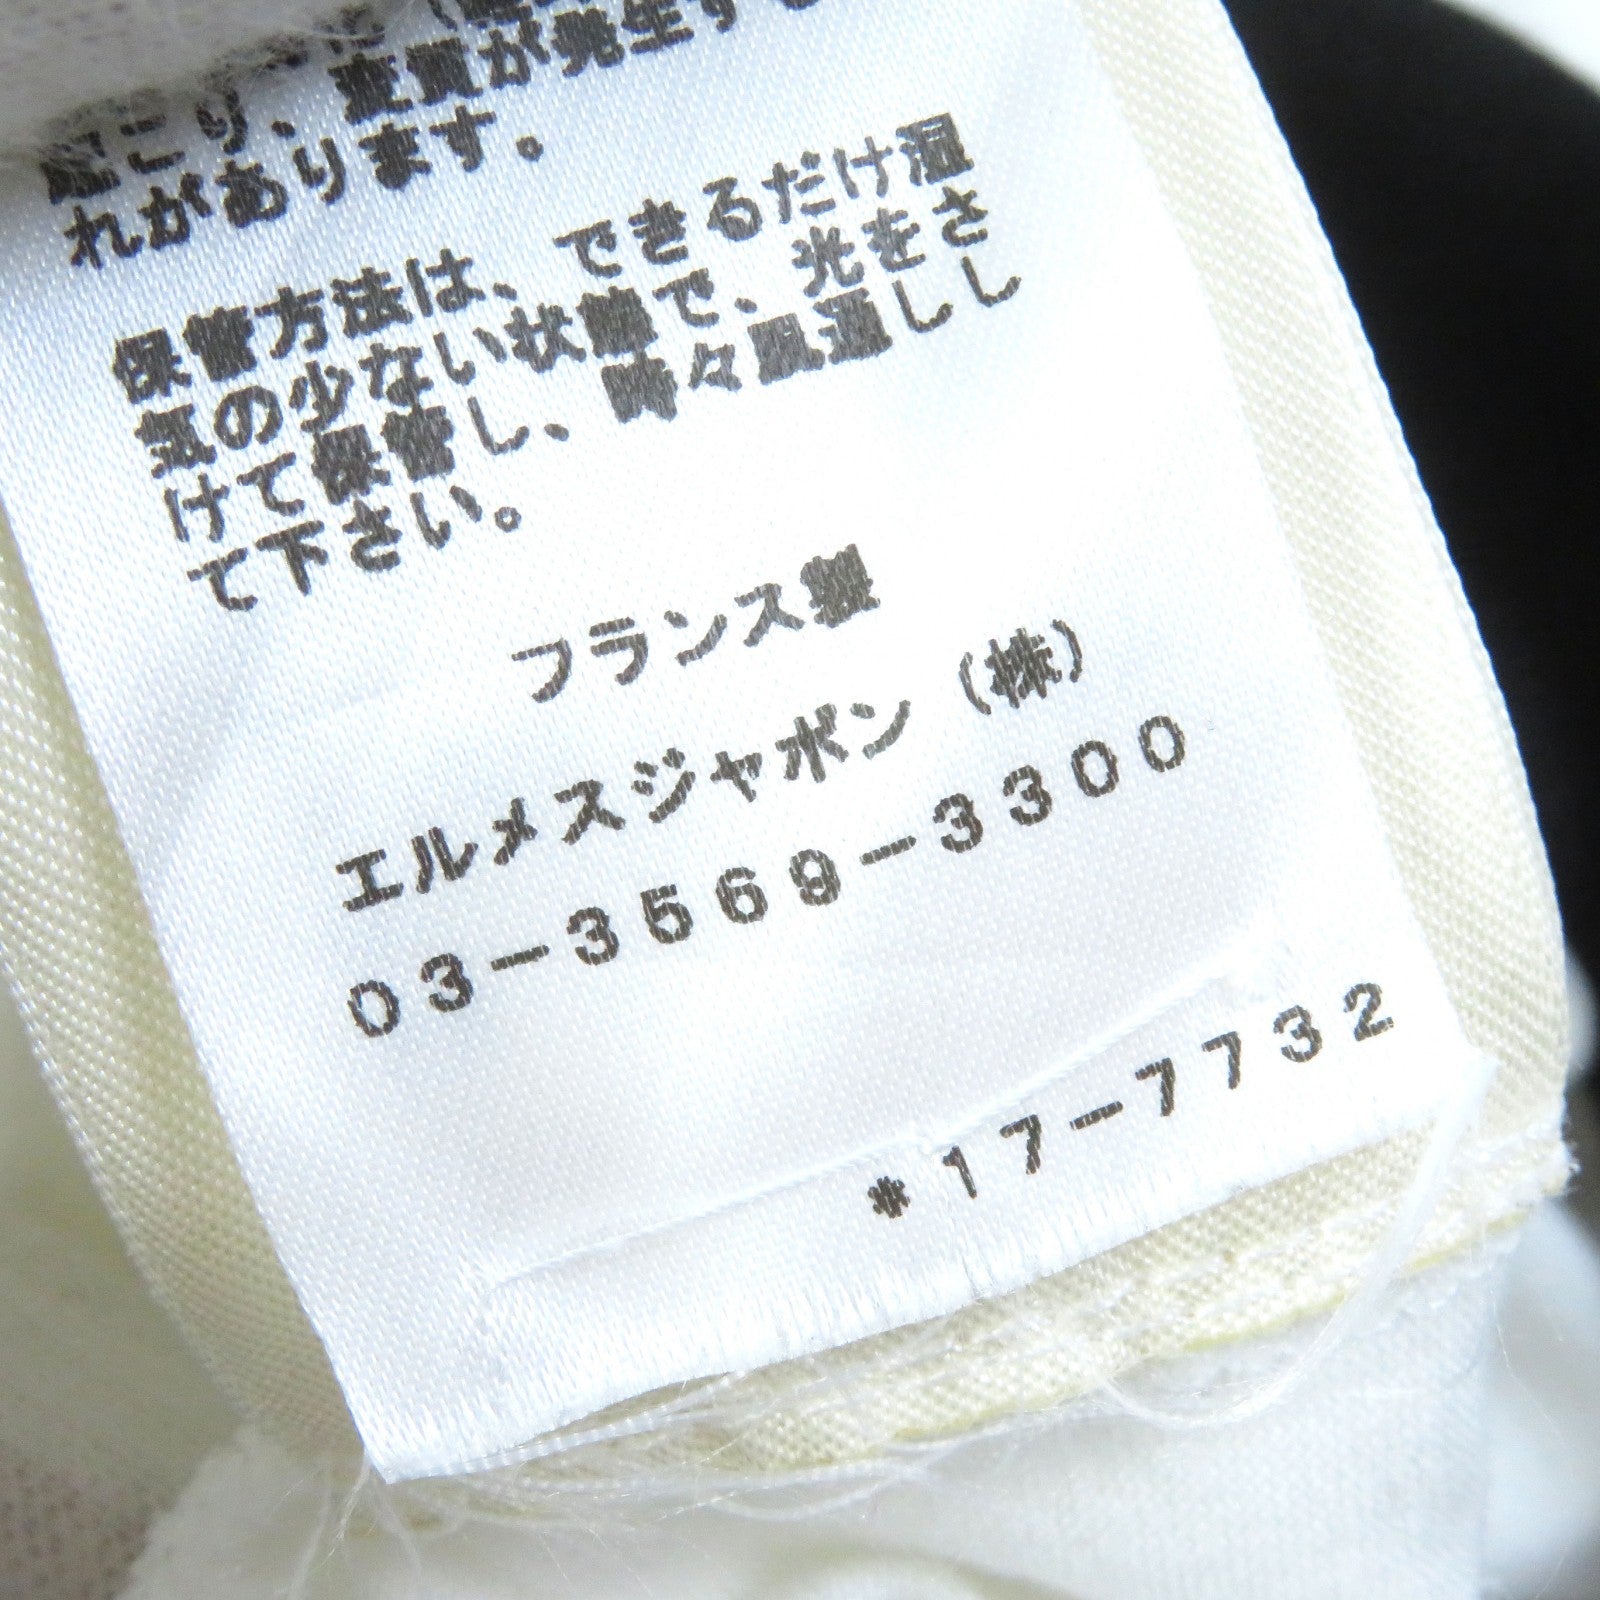 起こり、変質が発生する
れがあります。
保管方法は、できるだけ湿
気の少ない状態で、光をさ
けて保管し、時々風通しし
て下さい。
フランス製
エルメスジャポン（株）
03-3569-3300
*17-7732